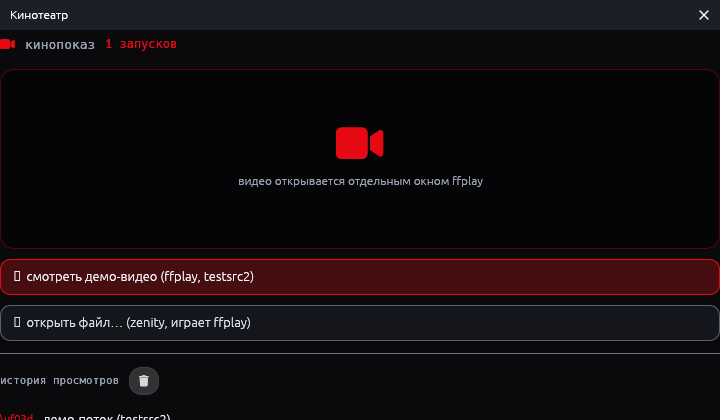 Кинотеатр
кинопоказ 1 запусков
видео открывается отдельным окном ffplay
смотреть демо-видео (ffplay, testsrc2)
открыть файл… (zenity, играет ffplay)
история просмотров
\uf03d демо-поток (testsrc2)